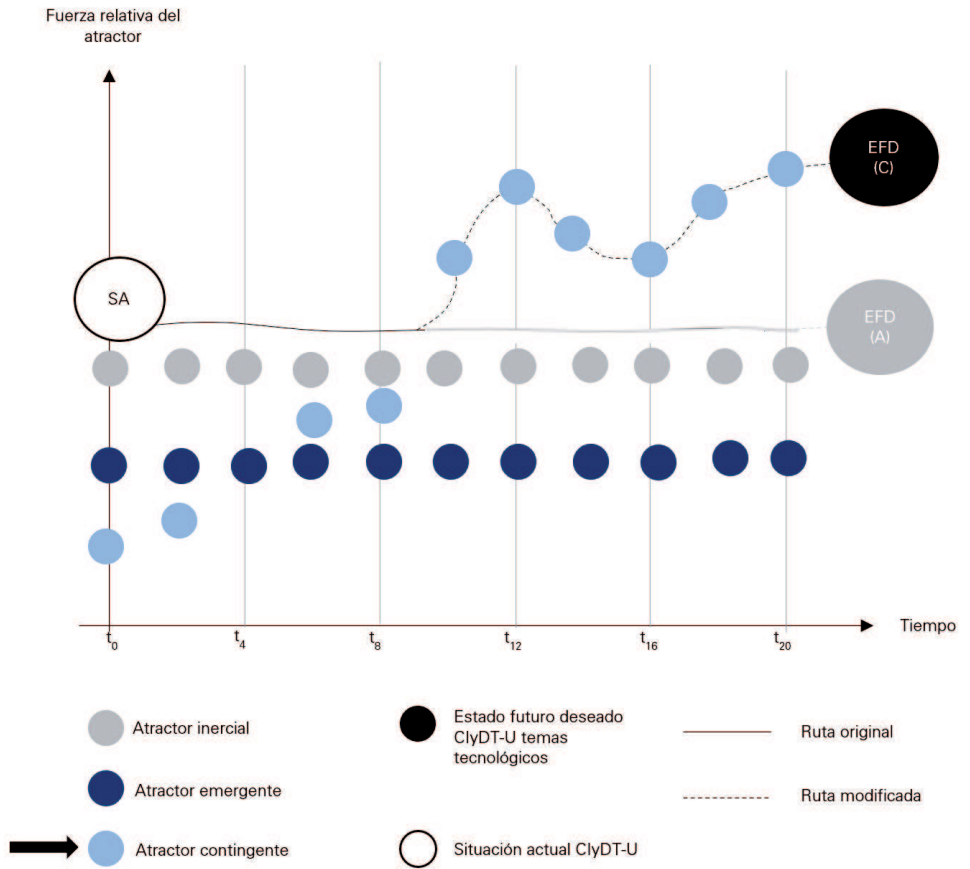 Fuerza relativa del
atractor
EFD
(C)
SA
EFD
(A)
Tiempo
t0
t4
t8
t12
t16
t20
Atractor inercial
Atractor emergente
Atractor contingente
Estado futuro deseado
CIyDT-U temas
tecnológicos
Situación actual CIyDT-U
Ruta original
Ruta modificada